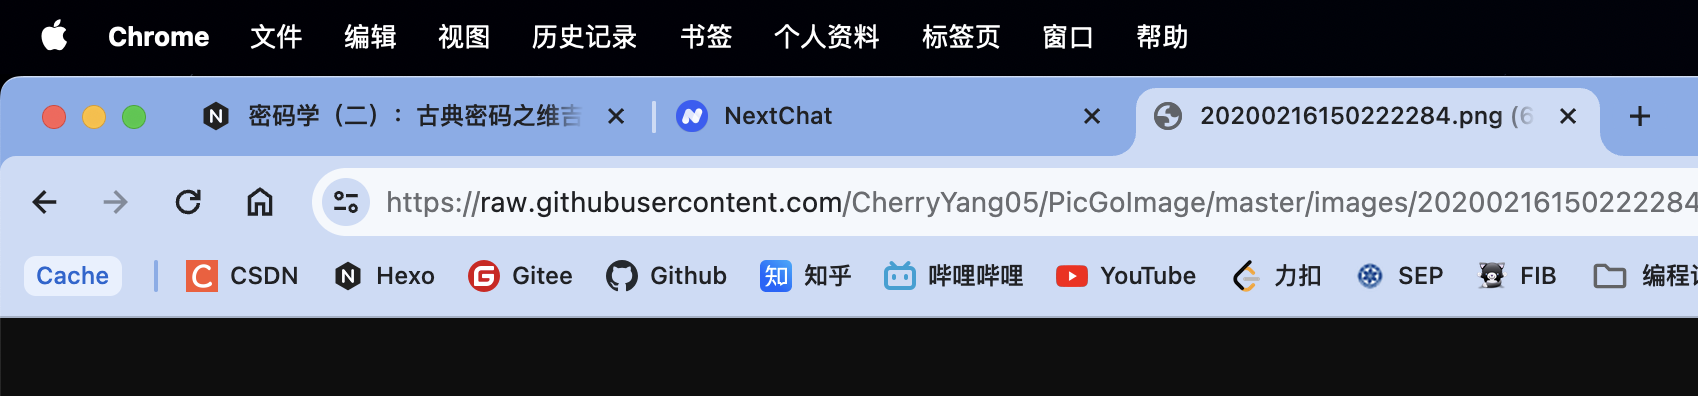 Chrome 文件 编辑 视图 历史记录 书签 个人资料 标签页 窗口 帮助
密码学（二）：古典密码之维吉 NextChat 20200216150222284.png (6
https://raw.githubusercontent.com/CherryYang05/PicGoImage/master/images/20200216150222284
Cache CSDN Hexo Gitee Github 知 知乎 哔哩哔哩 YouTube 力扣 SEP FIB 编程